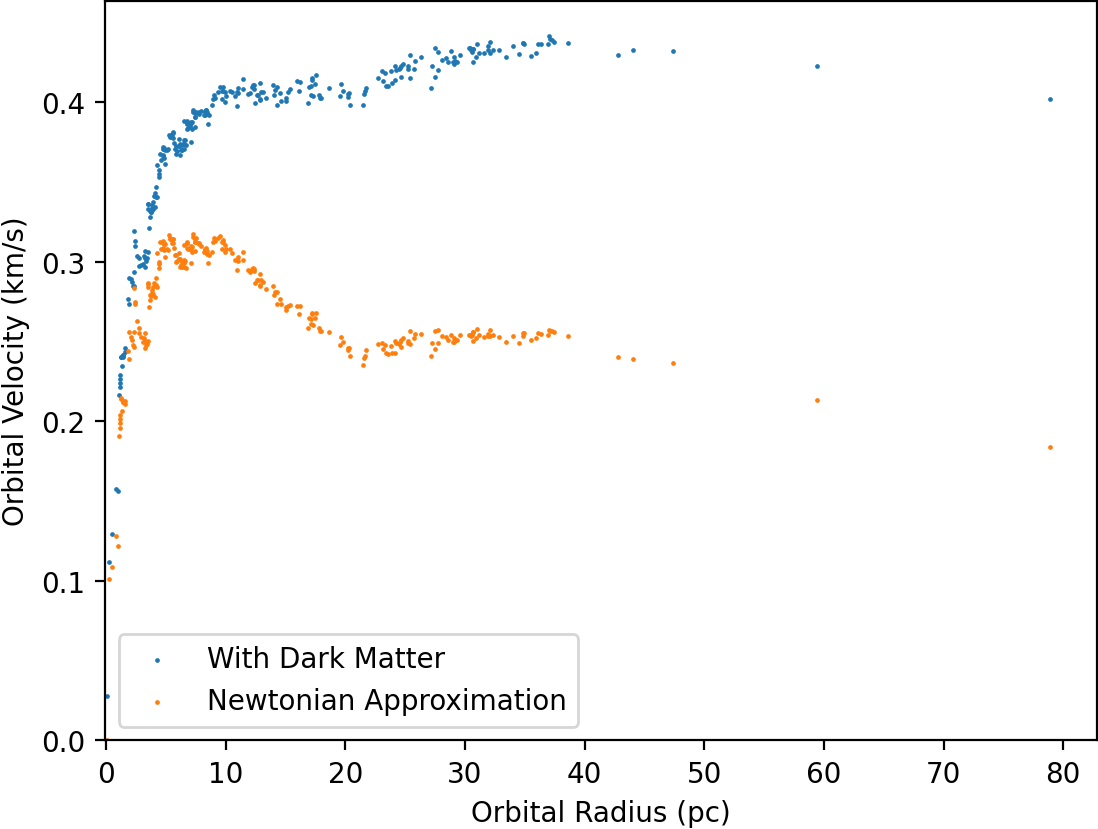 0.4
0.3
0.2
0.1
0.0
Orbital Velocity (km/s)
With Dark Matter
Newtonian Approximation
0 10 20 30 40 50 60 70 80
Orbital Radius (pc)